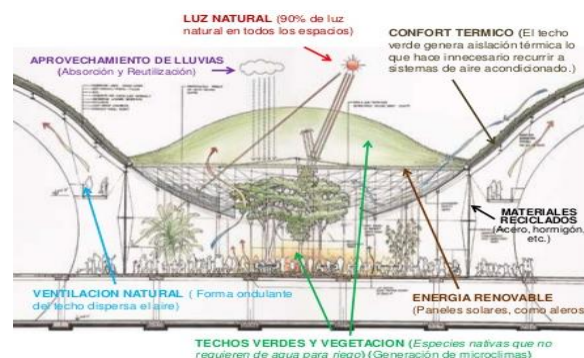 LUZ NATURAL (90% de luz
natural en todos los espacios)
CONFORT TERMICO (El techo
verde genera aislación térmica lo
que hace innecesario recurrir a
sistemas de aire acondicionado.)
APROVECHAMIENTO DE LLUVIAS
(Absorción y Reutilización)
MATERIALES
RECICLADOS
(Acero, hormigón,
etc.)
VENTILACION NATURAL ( Forma ondulante
del techo dispersa el aire)
ENERGIA RENOVABLE
(Paneles solares, como aleros)
TECHOS VERDES Y VEGETACION (Especies nativas que no
requieren de agua para riego) (Generación de microclimas)